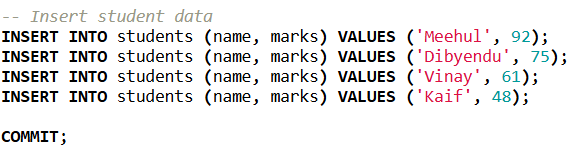 -- Insert student data
INSERT INTO students (name, marks) VALUES ('Meehul', 92);
INSERT INTO students (name, marks) VALUES ('Dibyendu', 75);
INSERT INTO students (name, marks) VALUES ('Vinay', 61);
INSERT INTO students (name, marks) VALUES ('Kaif', 48);
COMMIT;